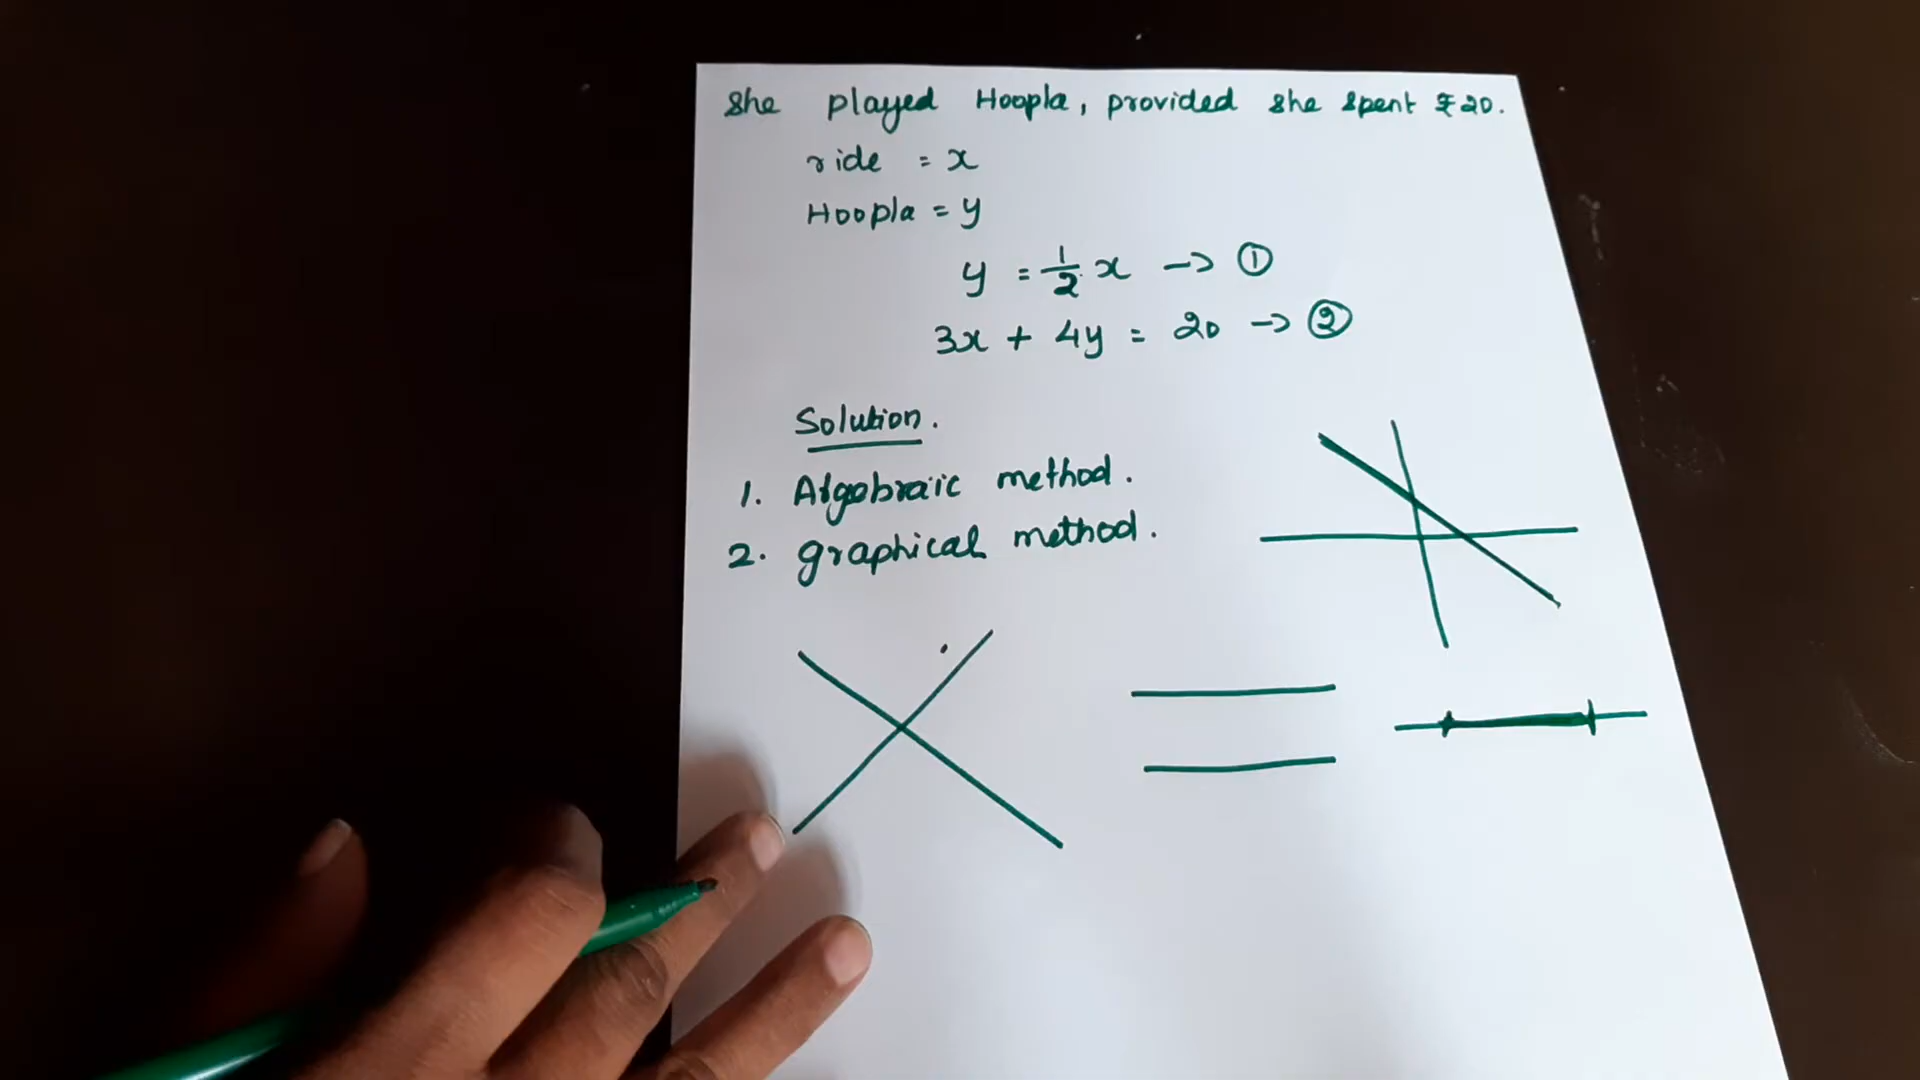 She played Hoopla, provided she spent ₹20.
ride = x
Hoopla = y
y = 1/2 x → ①
3x + 4y = 20 → ②
Solution.
1. Algebraic method.
2. graphical method.